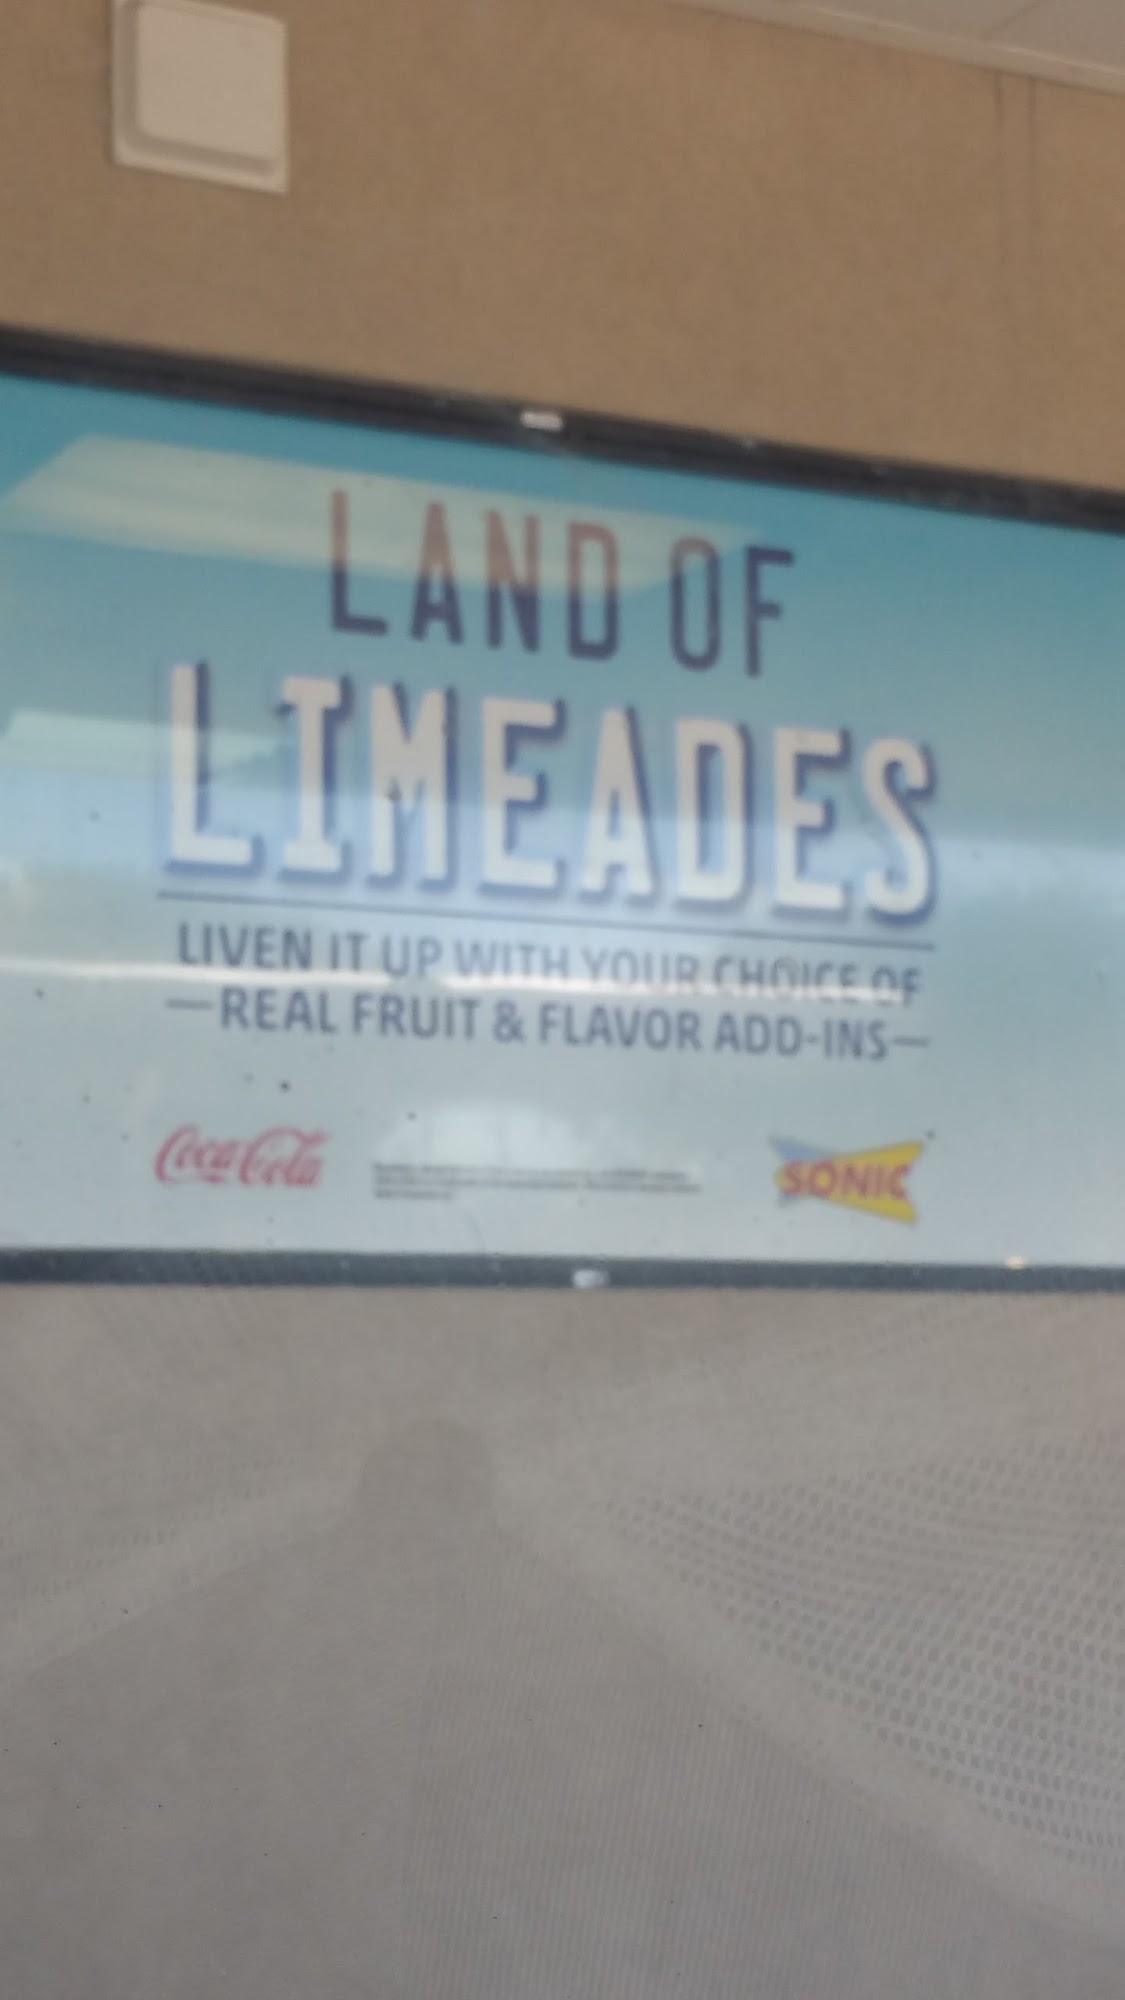 LAND OF
LIMEADES
LIVEN IT UP WITH YOUR CHOICE OF
—REAL FRUIT & FLAVOR ADD-INS—
Coca-Cola
SONIC